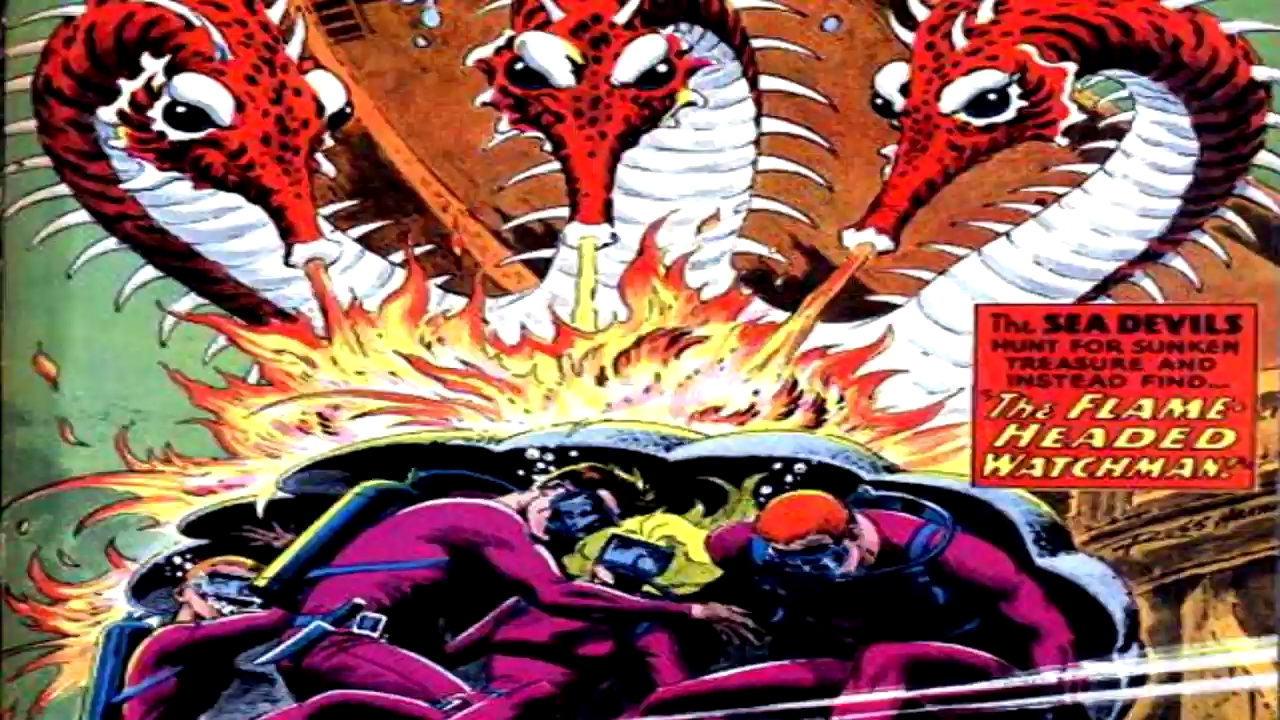 The SEA DEVILS
HUNT FOR SUNKEN
TREASURE AND
INSTEAD FIND...
"The FLAME-
HEADED
WATCHMAN!"